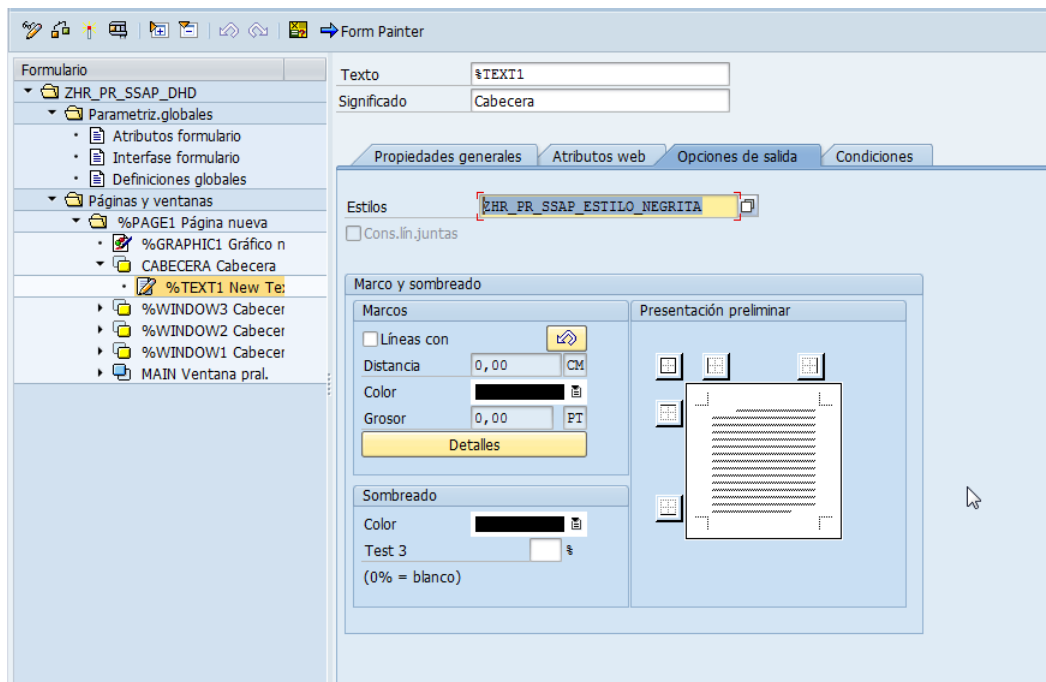 Form Painter
Formulario
ZHR_PR_SSAP_DHD
Parametriz.globales
Atributos formulario
Interfase formulario
Definiciones globales
Páginas y ventanas
%PAGE1 Página nueva
%GRAPHIC1 Gráfico n
CABECERA Cabecera
%TEXT1 New Te
%WINDOW3 Cabecer
%WINDOW2 Cabecer
%WINDOW1 Cabecer
MAIN Ventana pral.
Texto %TEXT1
Significado Cabecera
Propiedades generales Atributos web Opciones de salida Condiciones
Estilos ZHR_PR_SSAP_ESTILO_NEGRITA
Cons.lín.juntas
Marco y sombreado
Marcos Presentación preliminar
Líneas con
Distancia 0,00 CM
Color
Grosor 0,00 PT
Detalles
Sombreado
Color
Test 3 %
(0% = blanco)